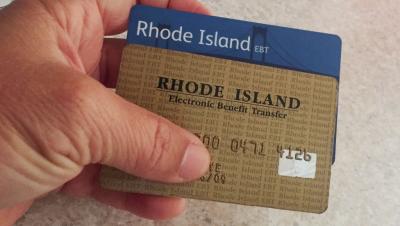 Rhode Island EBT
RHODE ISLAND
Electronic Benefit Transfer
0471 4126